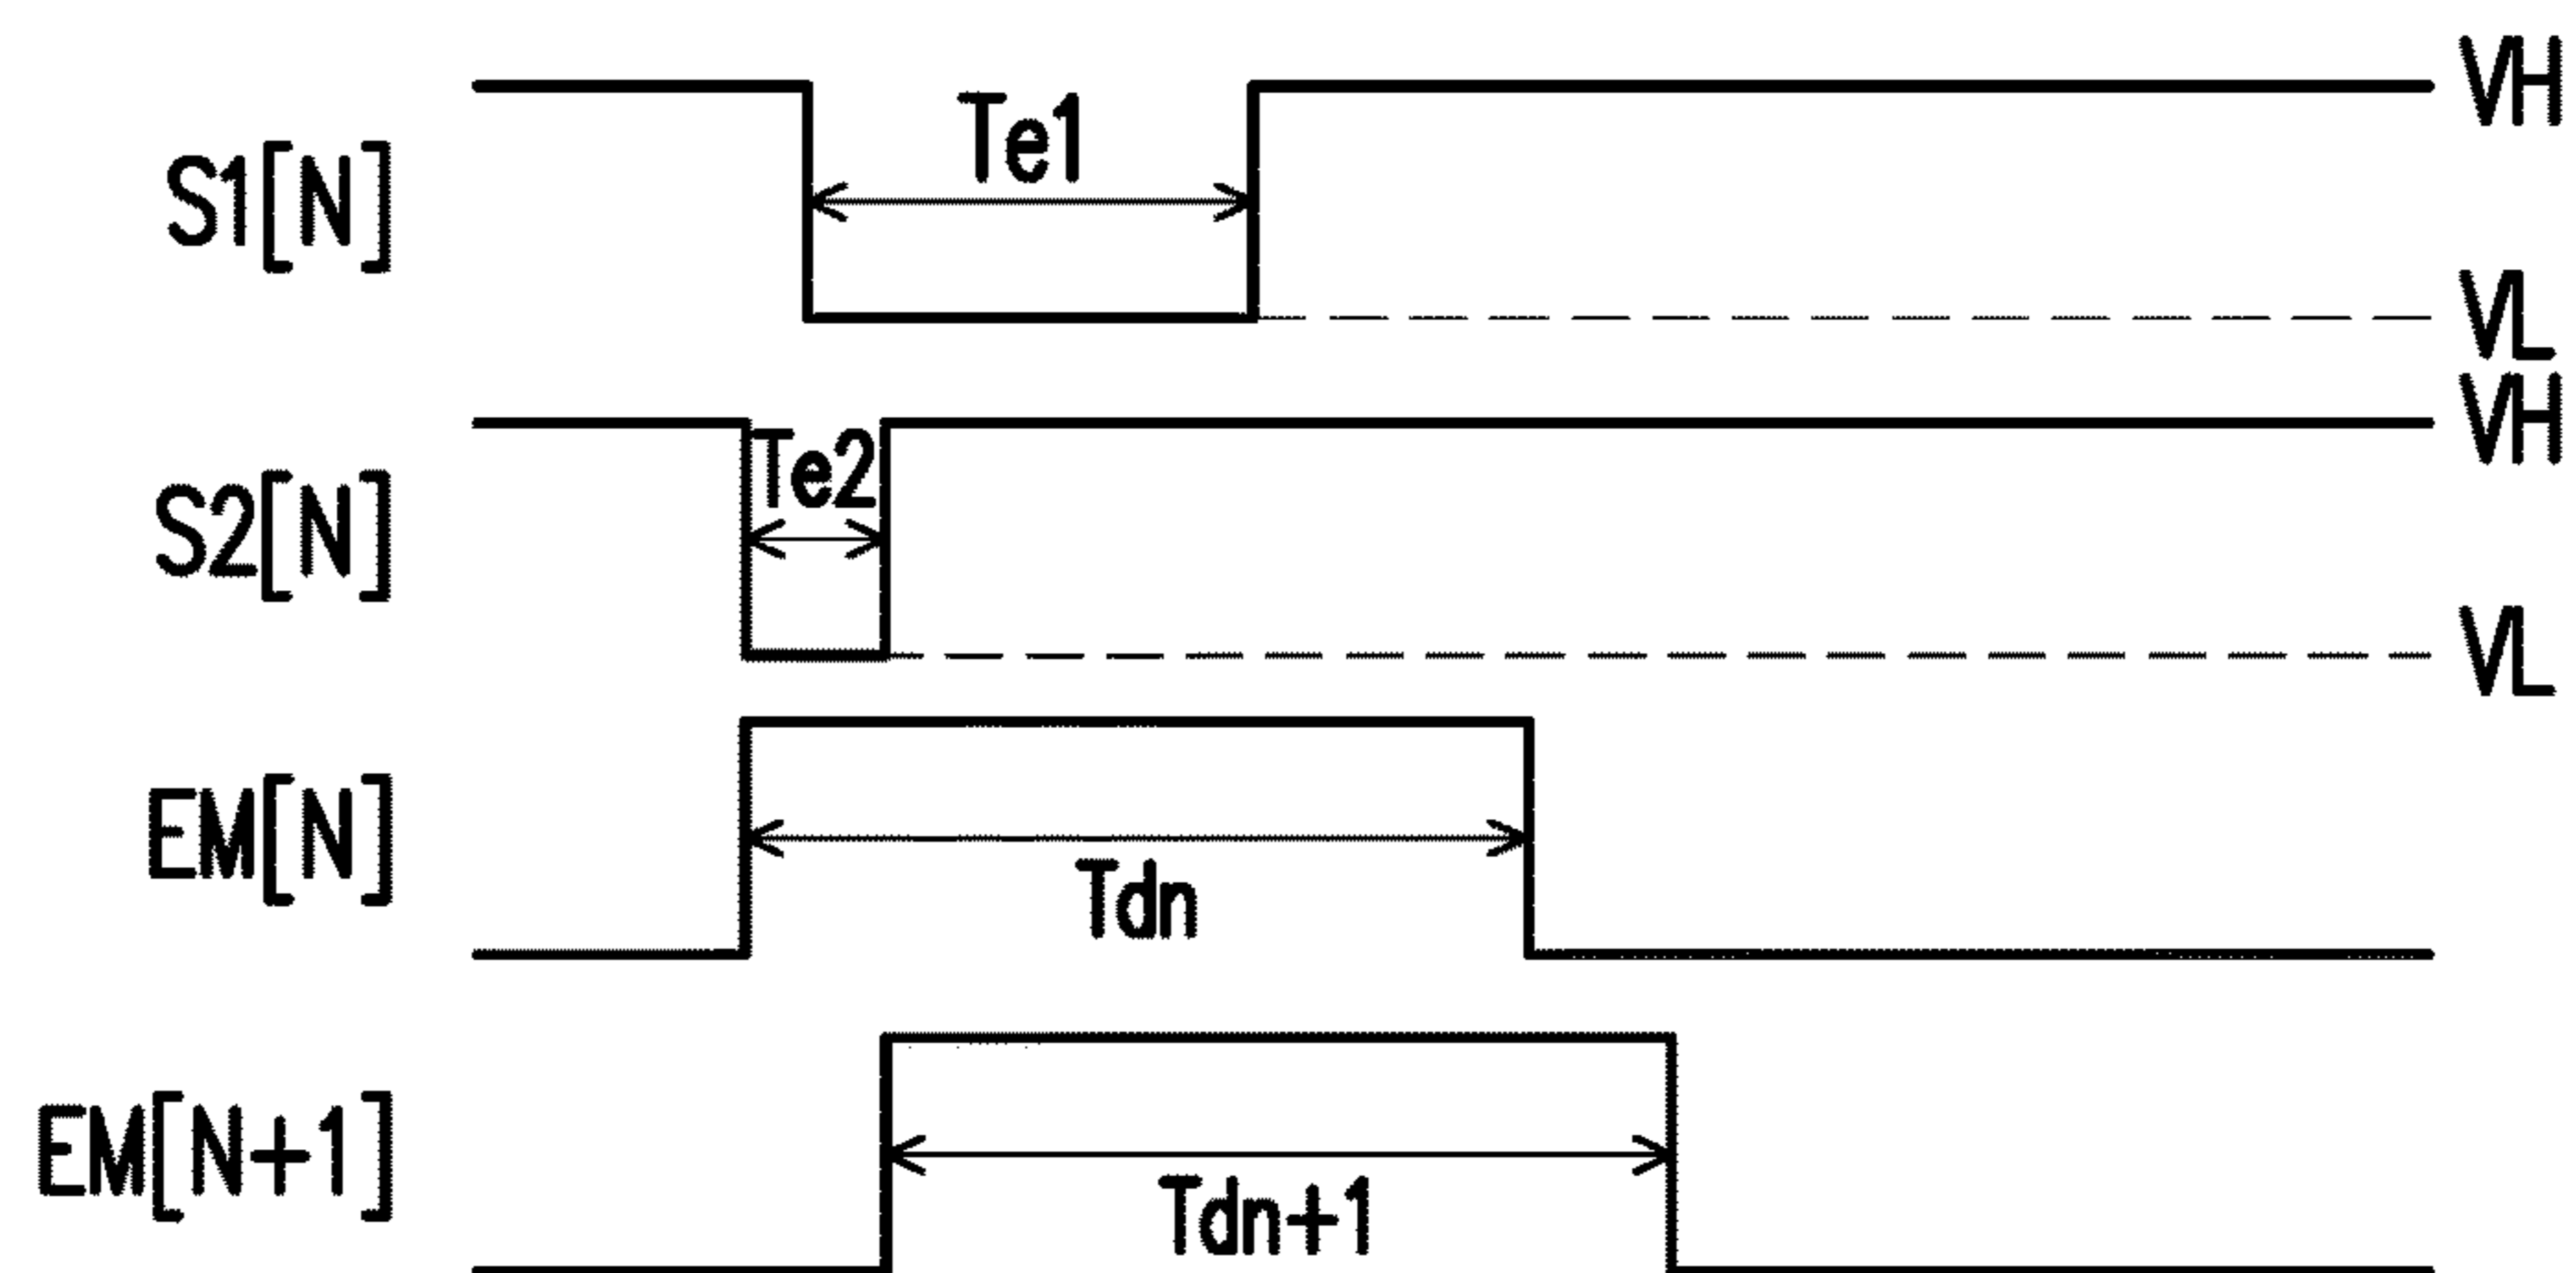 VH
Te1
S1[N]
VL
VH
Te2
S2[N]
VL
EM[N]
Tdn
EM[N+1]
Tdn+1